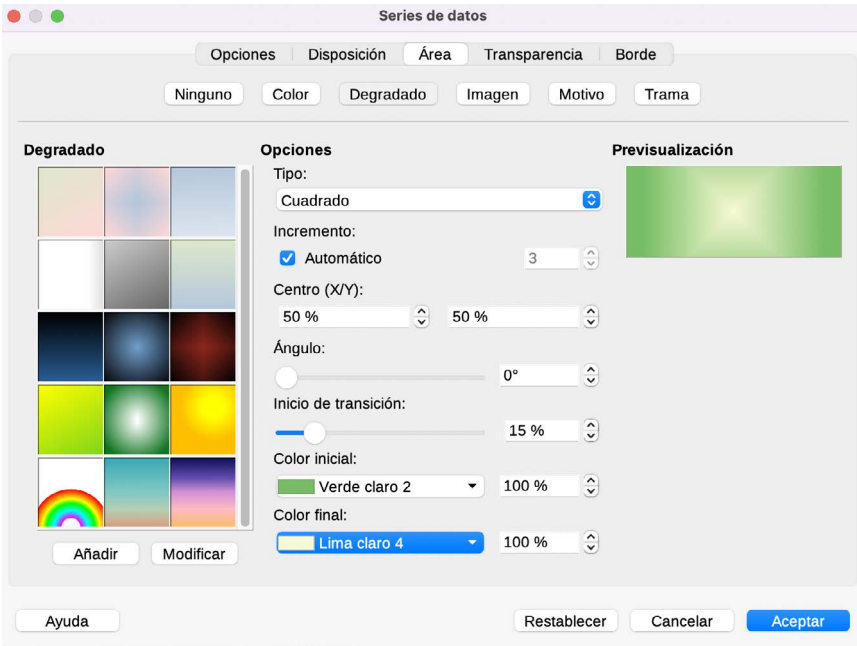 Series de datos
Opciones Disposición Área Transparencia Borde
Ninguno Color Degradado Imagen Motivo Trama
Degradado
Añadir Modificar
Opciones
Tipo:
Cuadrado
Incremento:
Automático 3
Centro (X/Y):
50 % 50 %
Ángulo:
0°
Inicio de transición:
15 %
Color inicial:
Verde claro 2 100 %
Color final:
Lima claro 4 100 %
Previsualización
Ayuda Restablecer Cancelar Aceptar